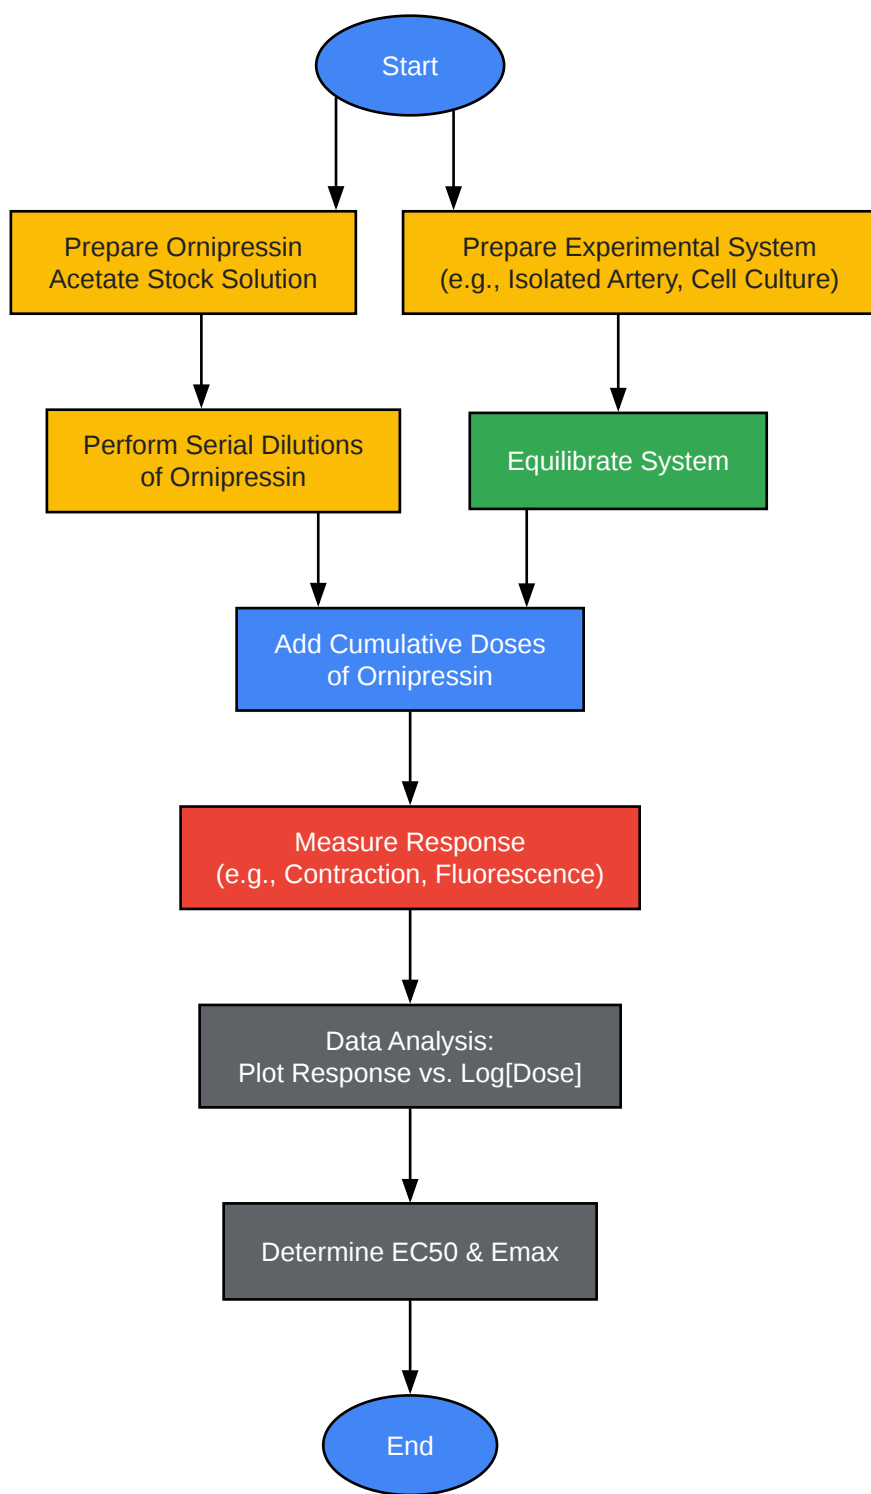 Start
Prepare Ornipressin
Acetate Stock Solution
Prepare Experimental System
(e.g., Isolated Artery, Cell Culture)
Perform Serial Dilutions
of Ornipressin
Equilibrate System
Add Cumulative Doses
of Ornipressin
Measure Response
(e.g., Contraction, Fluorescence)
Data Analysis:
Plot Response vs. Log[Dose]
Determine EC50 & Emax
End